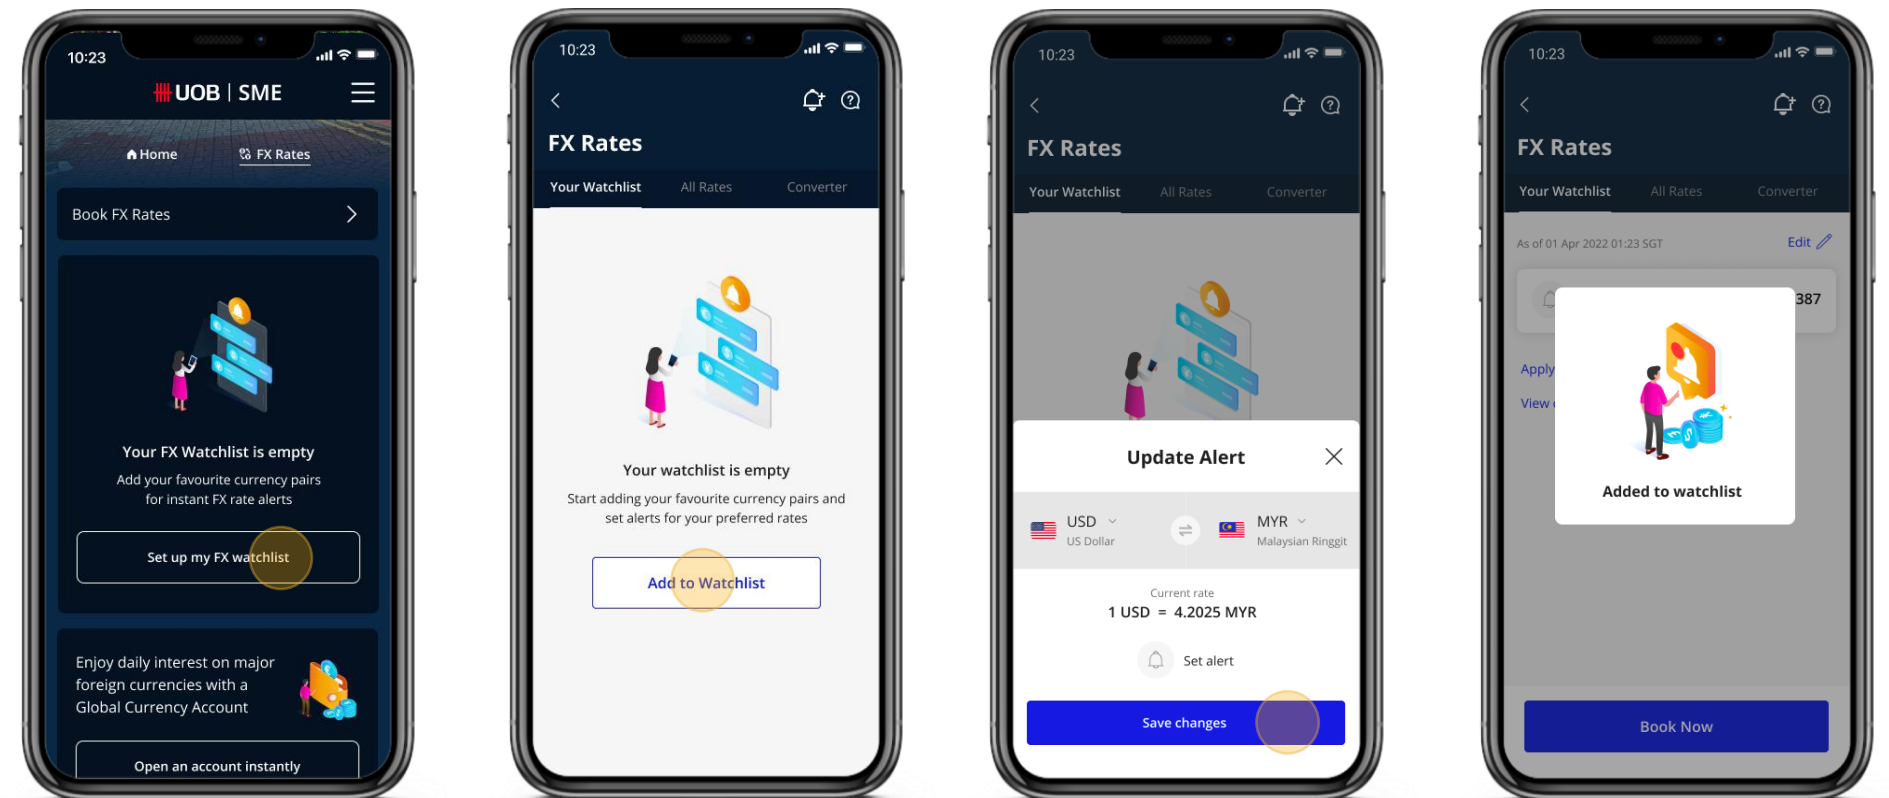 10:23
UOB | SME
Home
FX Rates
Book FX Rates
Your FX Watchlist is empty
Add your favourite currency pairs
for instant FX rate alerts
Set up my FX watchlist
Enjoy daily interest on major
foreign currencies with a
Global Currency Account
Open an account instantly
10:23
FX Rates
Your Watchlist
All Rates
Converter
Your watchlist is empty
Start adding your favourite currency pairs and
set alerts for your preferred rates
Add to Watchlist
10:23
FX Rates
Your Watchlist
All Rates
Converter
Update Alert
USD
US Dollar
MYR
Malaysian Ringgit
Current rate
1 USD = 4.2025 MYR
Set alert
Save changes
10:23
FX Rates
Your Watchlist
All Rates
Converter
As of 01 Apr 2022 01:23 SGT
Edit
387
Apply
View
Added to watchlist
Book Now